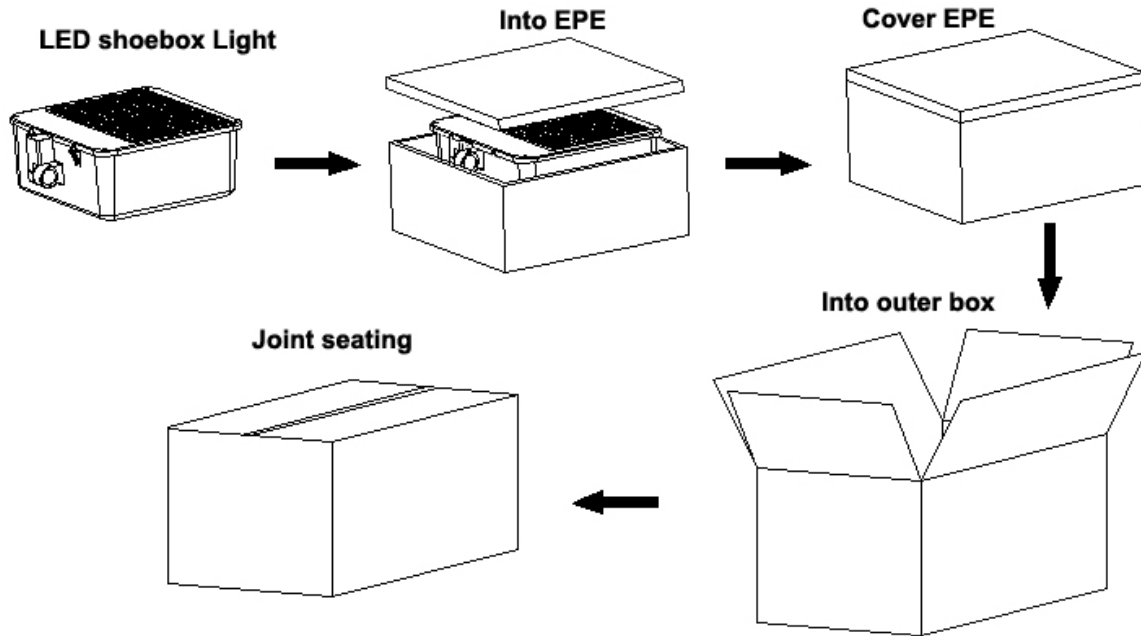 LED shoebox Light
Into EPE
Cover EPE
Into outer box
Joint seating